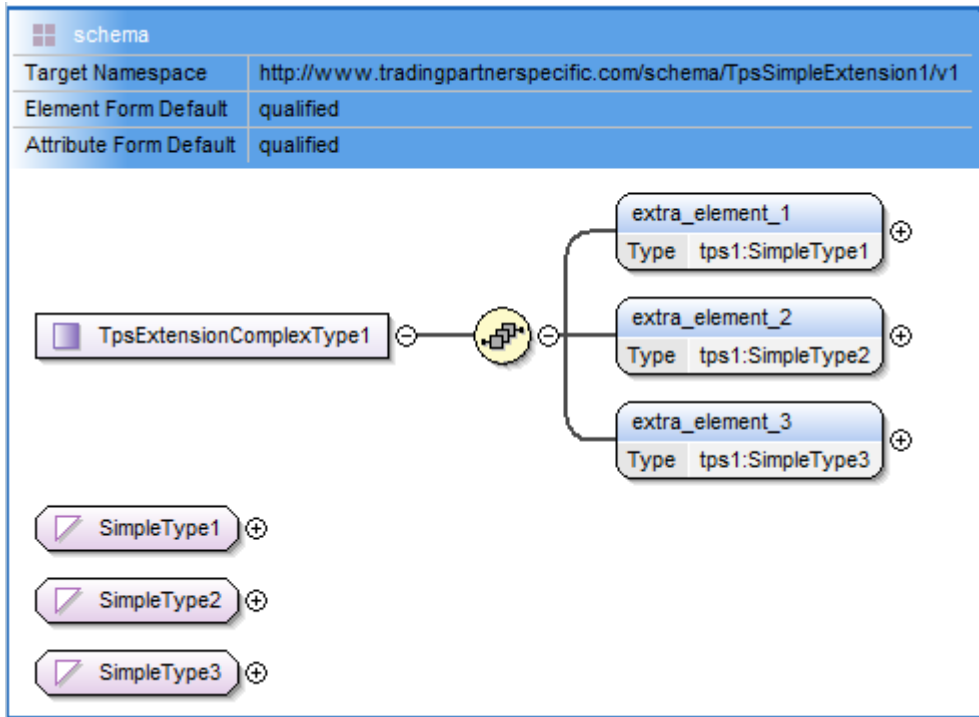 schema
Target Namespace http://www.tradingpartnerspecific.com/schema/TpsSimpleExtension1/v1
Element Form Default qualified
Attribute Form Default qualified
extra_element_1
Type tps1:SimpleType1
TpsExtensionComplexType1
extra_element_2
Type tps1:SimpleType2
extra_element_3
Type tps1:SimpleType3
SimpleType1
SimpleType2
SimpleType3